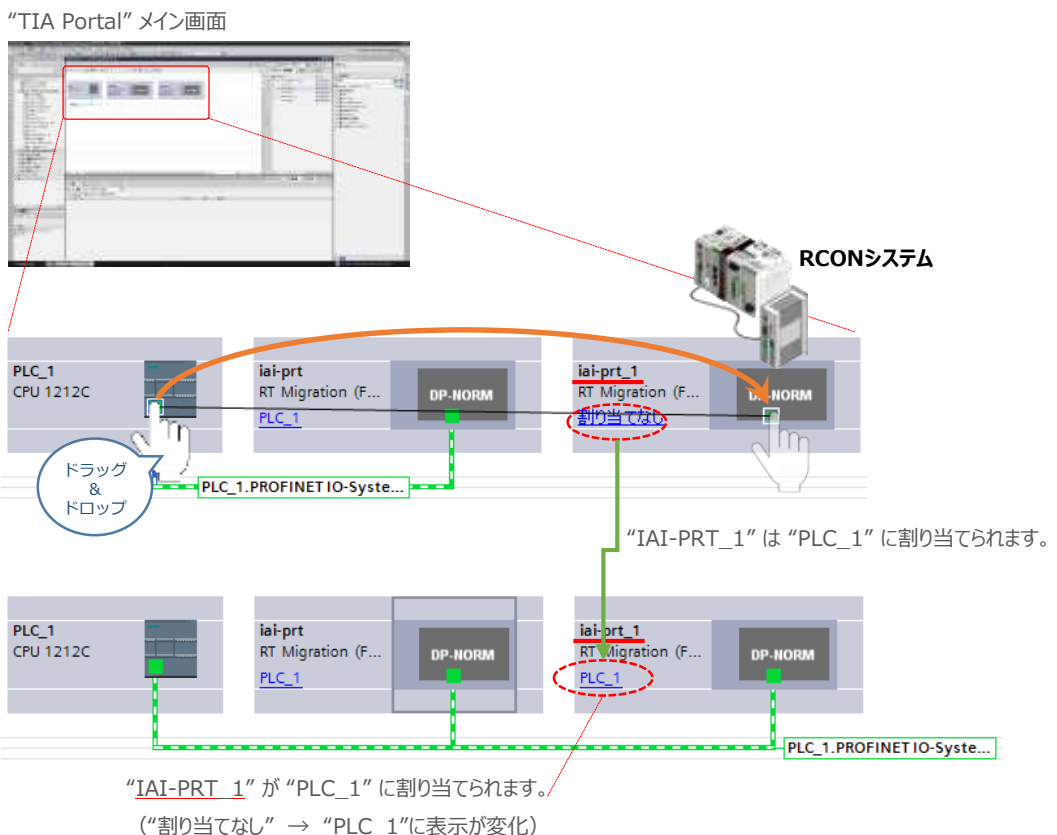 “TIA Portal” メイン画面
RCONシステム
PLC_1
CPU 1212C
iai-prt
RT Migration (F...
DP-NORM
PLC_1
iai-prt_1
RT Migration (F...
割り当てなし
DP-NORM
ドラッグ
&
ドロップ
PLC_1.PROFINET IO-Syste...
“IAI-PRT_1” は “PLC_1” に割り当てられます。
PLC_1
CPU 1212C
iai-prt
RT Migration (F...
DP-NORM
PLC_1
iai-prt_1
RT Migration (F...
DP-NORM
PLC_1
PLC_1.PROFINET IO-Syste...
“IAI-PRT_1” が “PLC_1” に割り当てられます。
(“割り当てなし” → “PLC_1”に表示が変化)